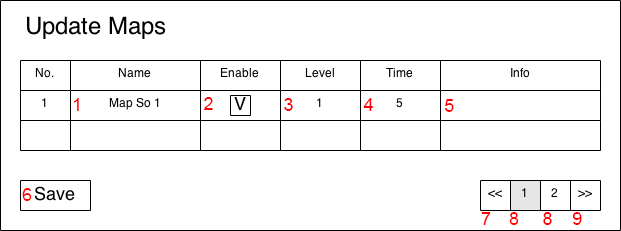 Update Maps
No. Name Enable Level Time Info
1 1 Map So 1 2 V 3 1 4 5 5
6 Save << 1 2 >>
7 8 8 9